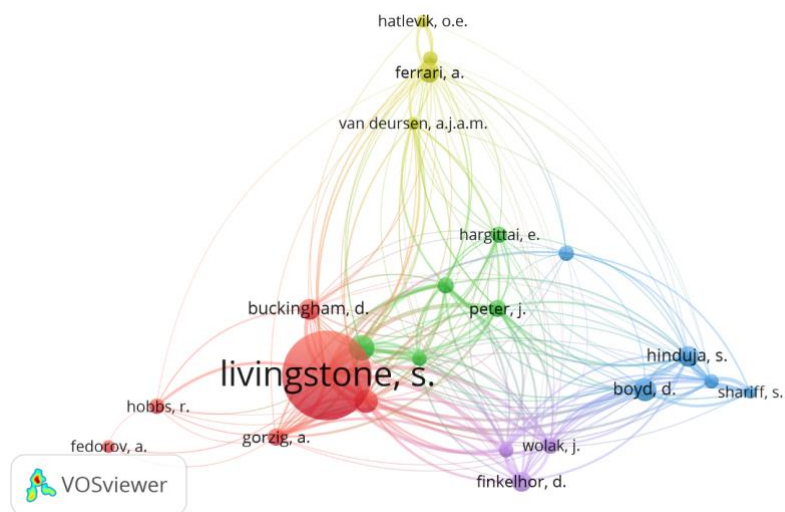 hatlevik, o.e.
ferrari, a.
van deursen, a.j.a.m.
hargittai, e.
buckingham, d.
peter, j.
hinduja, s.
livingstone, s.
boyd, d.
shariff, s.
hobbs, r.
gorzig, a.
fedorov, a.
wolak, j.
finkelhor, d.
VOSviewer